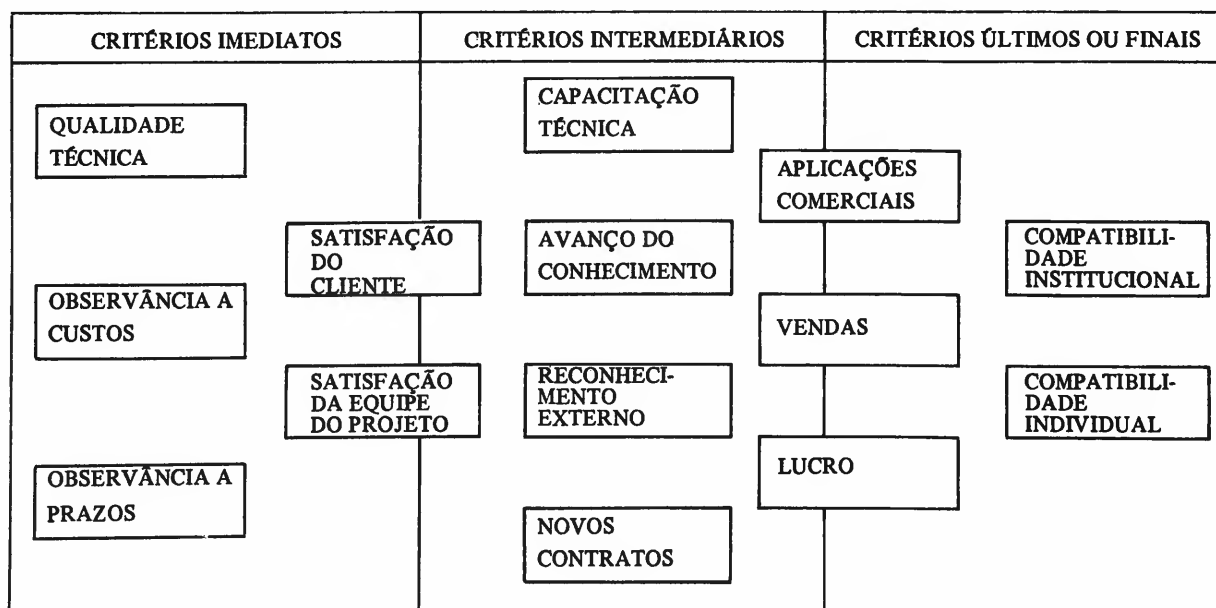 CRITÉRIOS IMEDIATOS
CRITÉRIOS INTERMEDIÁRIOS
CRITÉRIOS ÚLTIMOS OU FINAIS
QUALIDADE
TÉCNICA
OBSERVÂNCIA A
CUSTOS
OBSERVÂNCIA A
PRAZOS
SATISFAÇÃO
DO
CLIENTE
SATISFAÇÃO
DA EQUIPE
DO PROJETO
CAPACITAÇÃO
TÉCNICA
AVANÇO DO
CONHECIMENTO
RECONHECI-
MENTO
EXTERNO
NOVOS
CONTRATOS
APLICAÇÕES
COMERCIAIS
VENDAS
LUCRO
COMPATIBILI-
DADE
INSTITUCIONAL
COMPATIBILI-
DADE
INDIVIDUAL